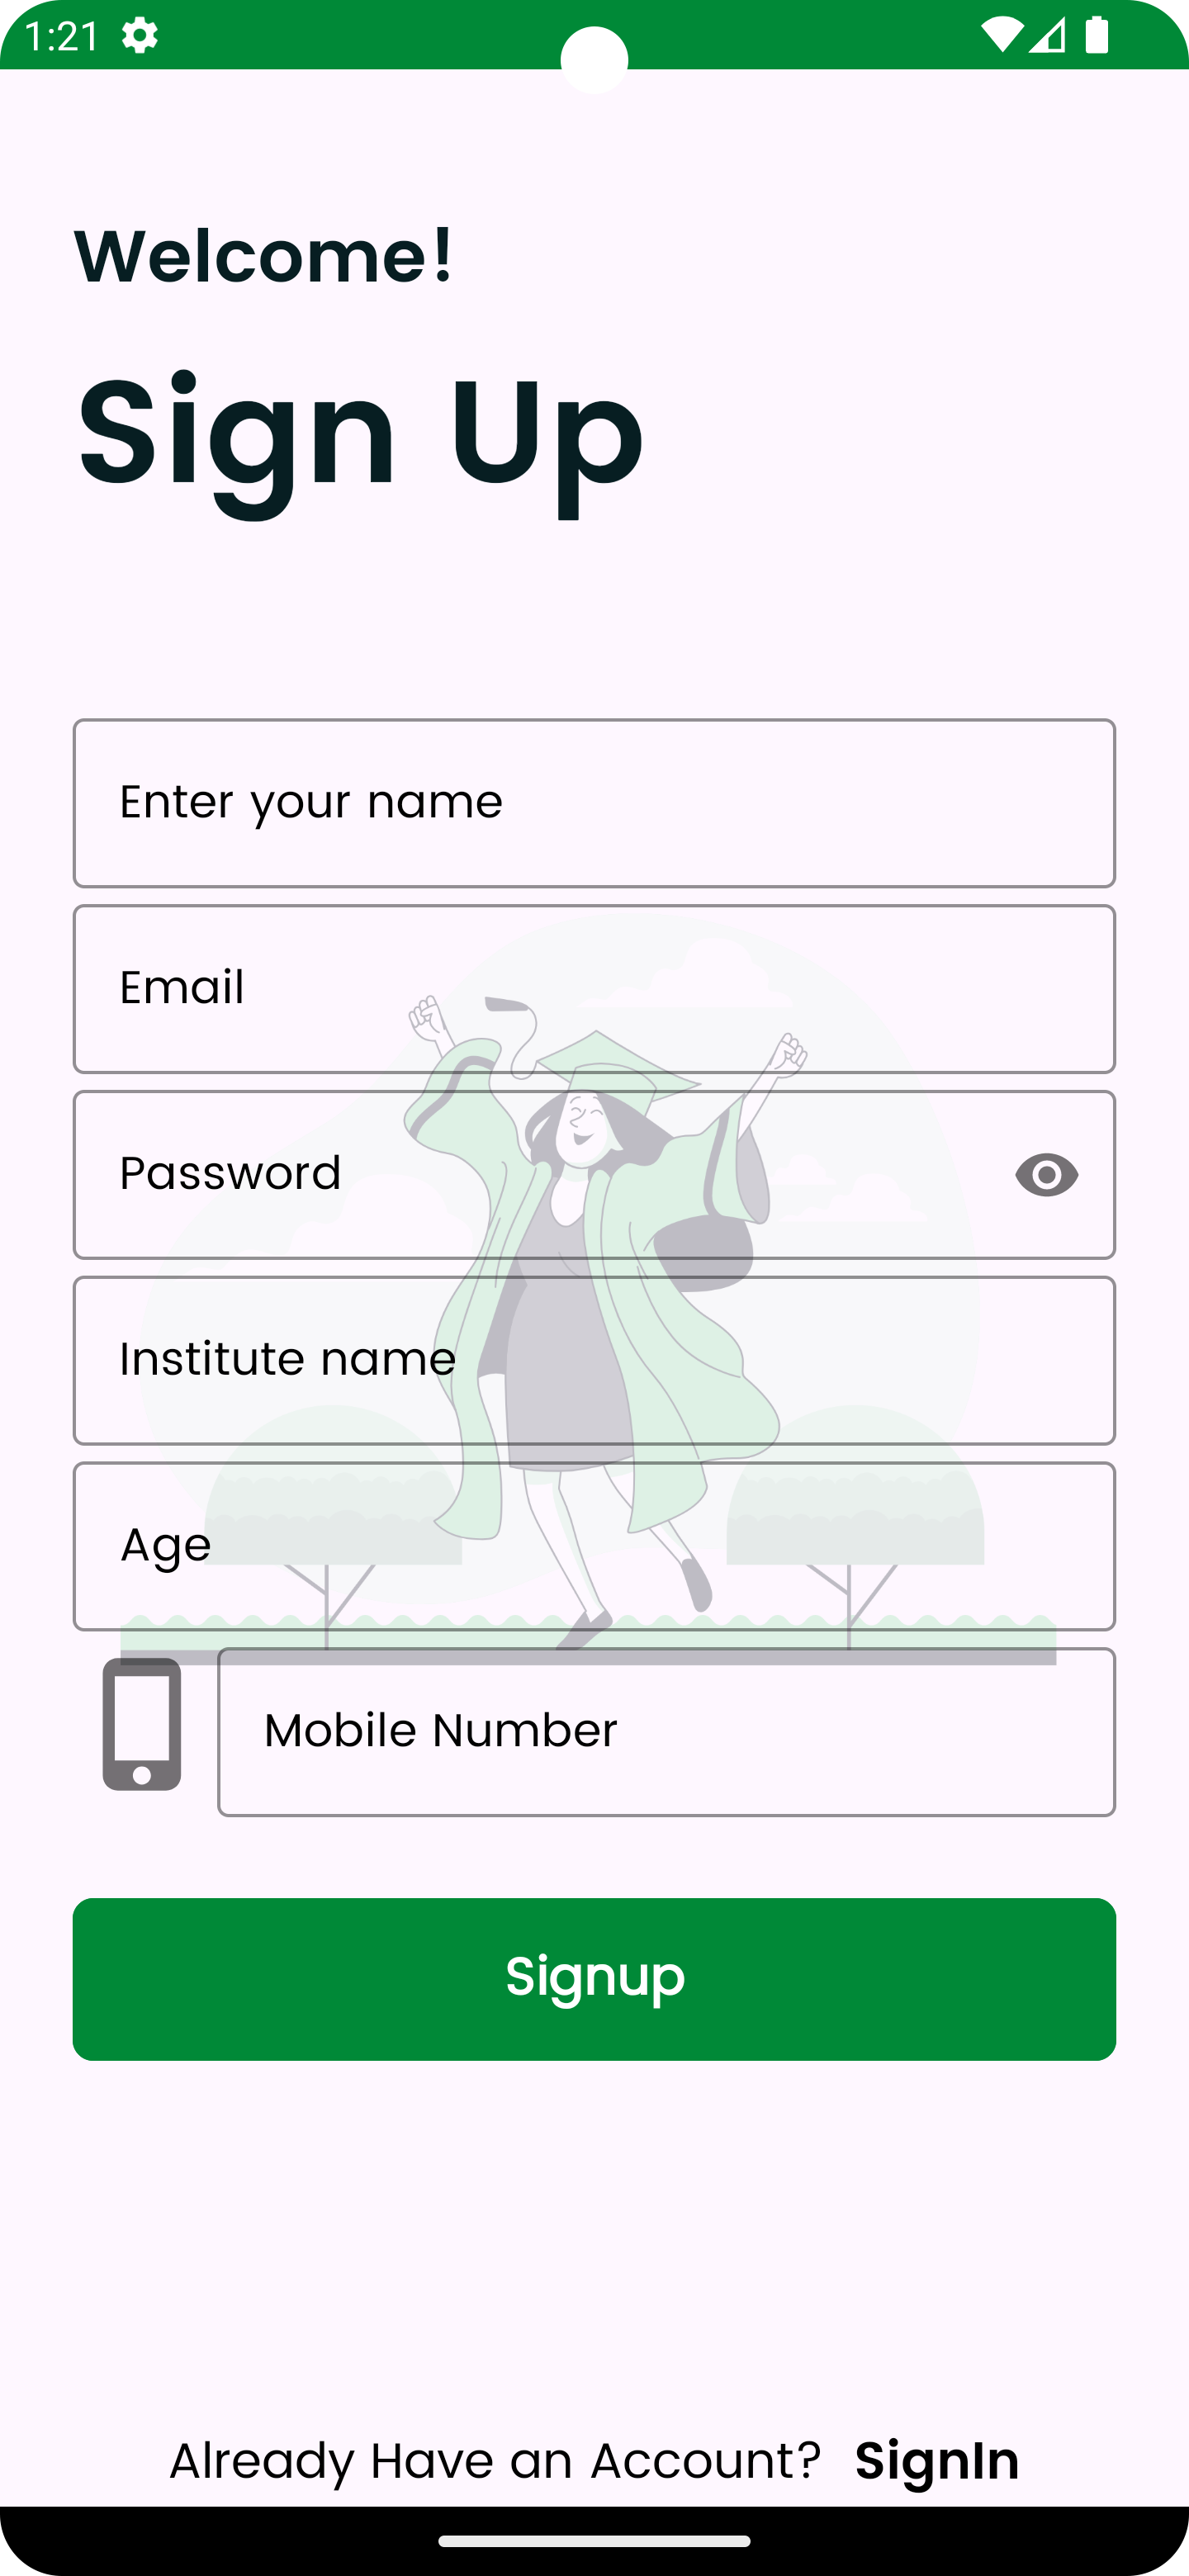 1:21
Welcome!
Sign Up
Enter your name
Email
Password
Institute name
Age
Mobile Number
Signup
Already Have an Account? SignIn